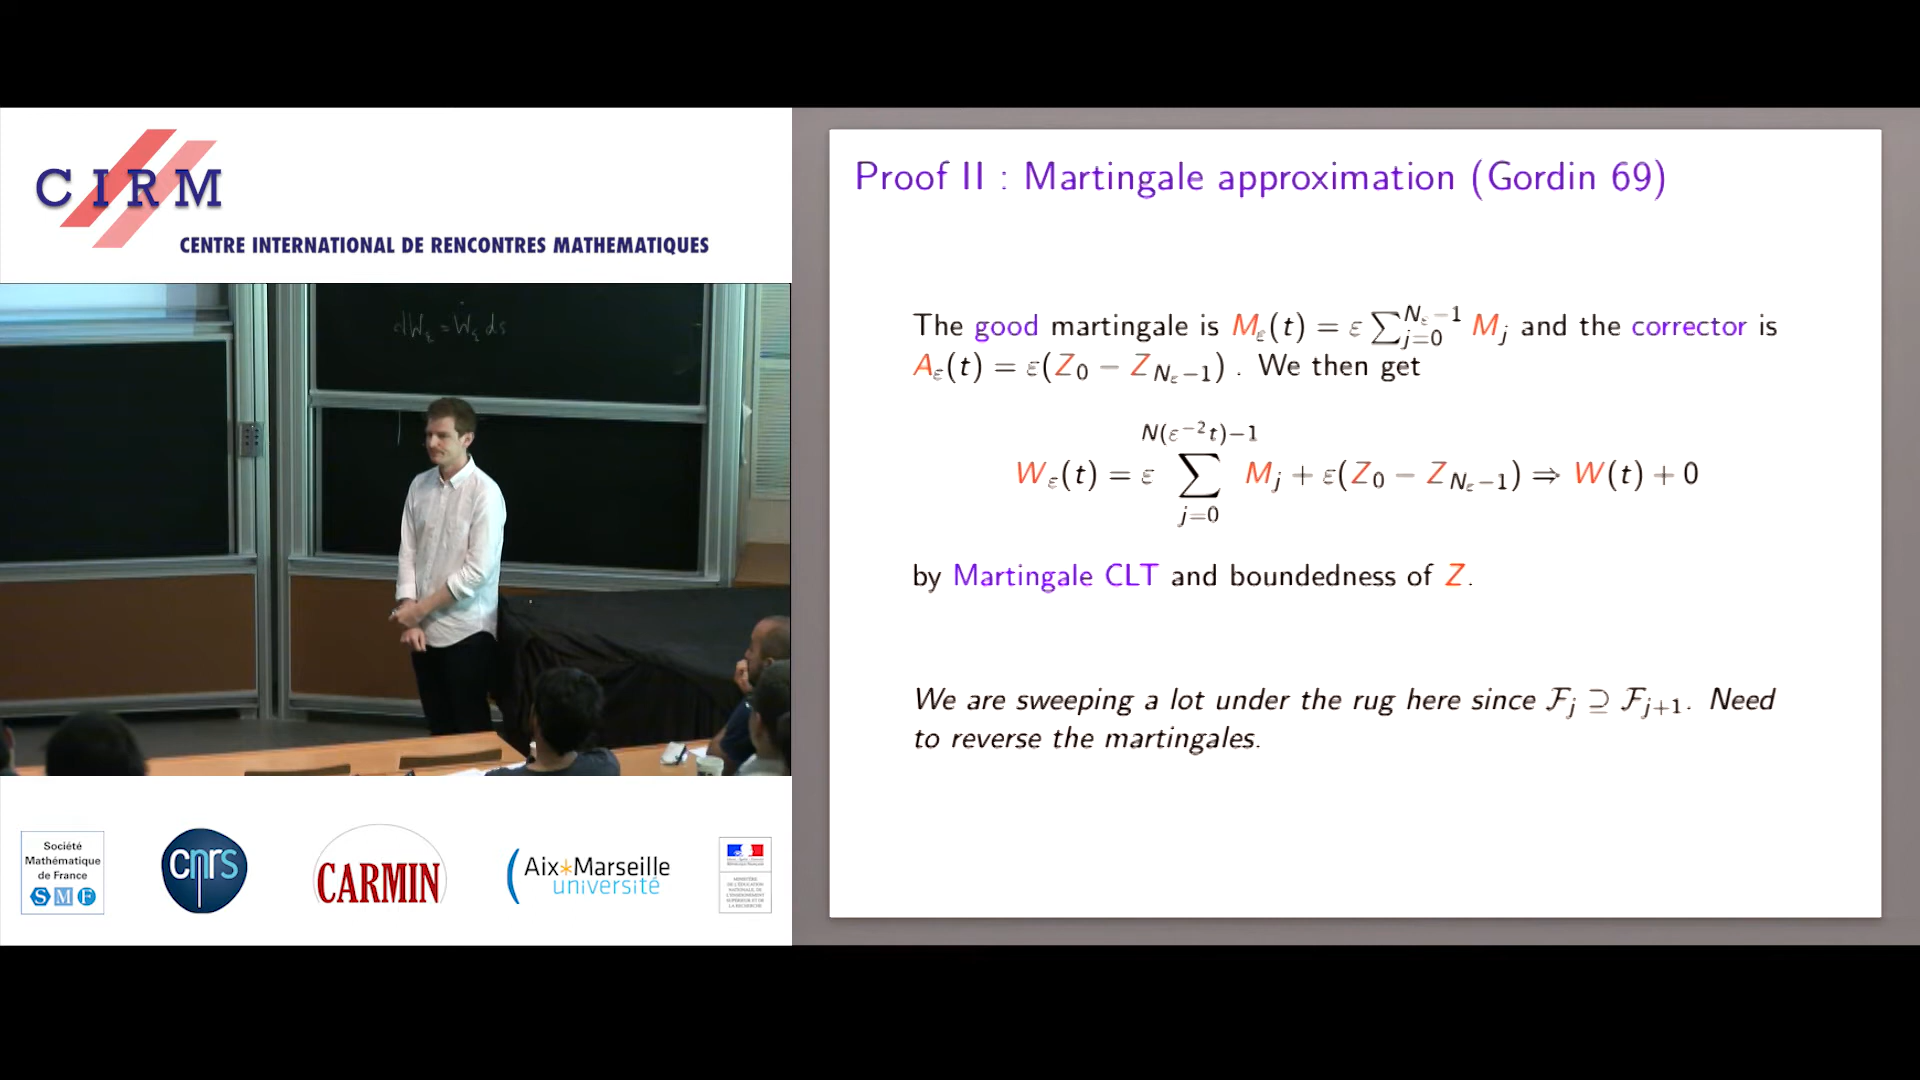 CIRM
CENTRE INTERNATIONAL DE RENCONTRES MATHEMATIQUES
dW_ε = Ẇ_ε ds
Société
Mathématique
de France
SMF
cnrs
CARMIN
Aix*Marseille
université
Proof II : Martingale approximation (Gordin 69)
The good martingale is M_ε(t) = ε ∑_{j=0}^{N_ε−1} M_j and the corrector is
A_ε(t) = ε(Z_0 − Z_{N_ε−1}) . We then get
W_ε(t) = ε ∑_{j=0}^{N(ε^{−2}t)−1} M_j + ε(Z_0 − Z_{N_ε−1}) ⇒ W(t) + 0
by Martingale CLT and boundedness of Z.
We are sweeping a lot under the rug here since F_j ⊇ F_{j+1}. Need
to reverse the martingales.